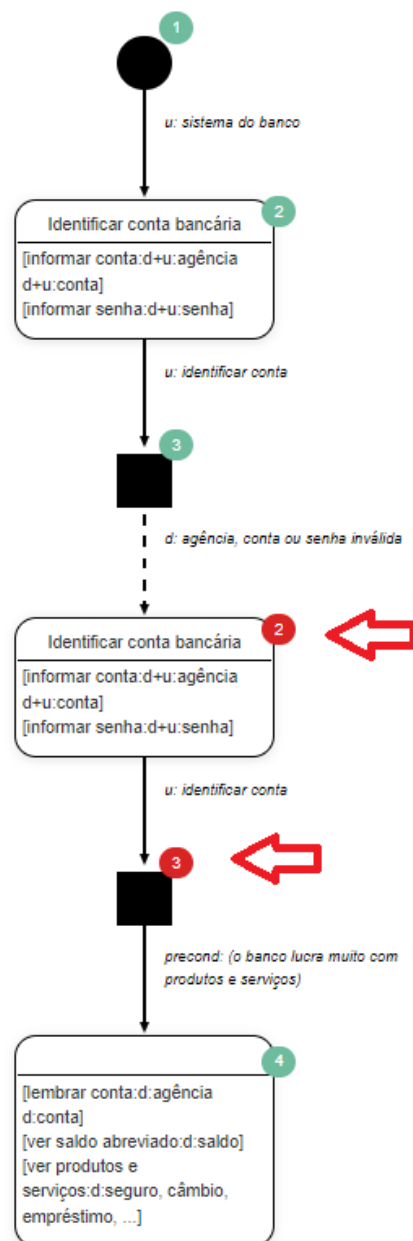 1
u: sistema do banco
2
Identificar conta bancária
[informar conta:d+u:agência
d+u:conta]
[informar senha:d+u:senha]
u: identificar conta
3
d: agência, conta ou senha inválida
2
Identificar conta bancária
[informar conta:d+u:agência
d+u:conta]
[informar senha:d+u:senha]
u: identificar conta
3
precond: (o banco lucra muito com
produtos e serviços)
4
[lembrar conta:d:agência
d:conta]
[ver saldo abreviado:d:saldo]
[ver produtos e
serviços:d:seguro, câmbio,
empréstimo, ...]